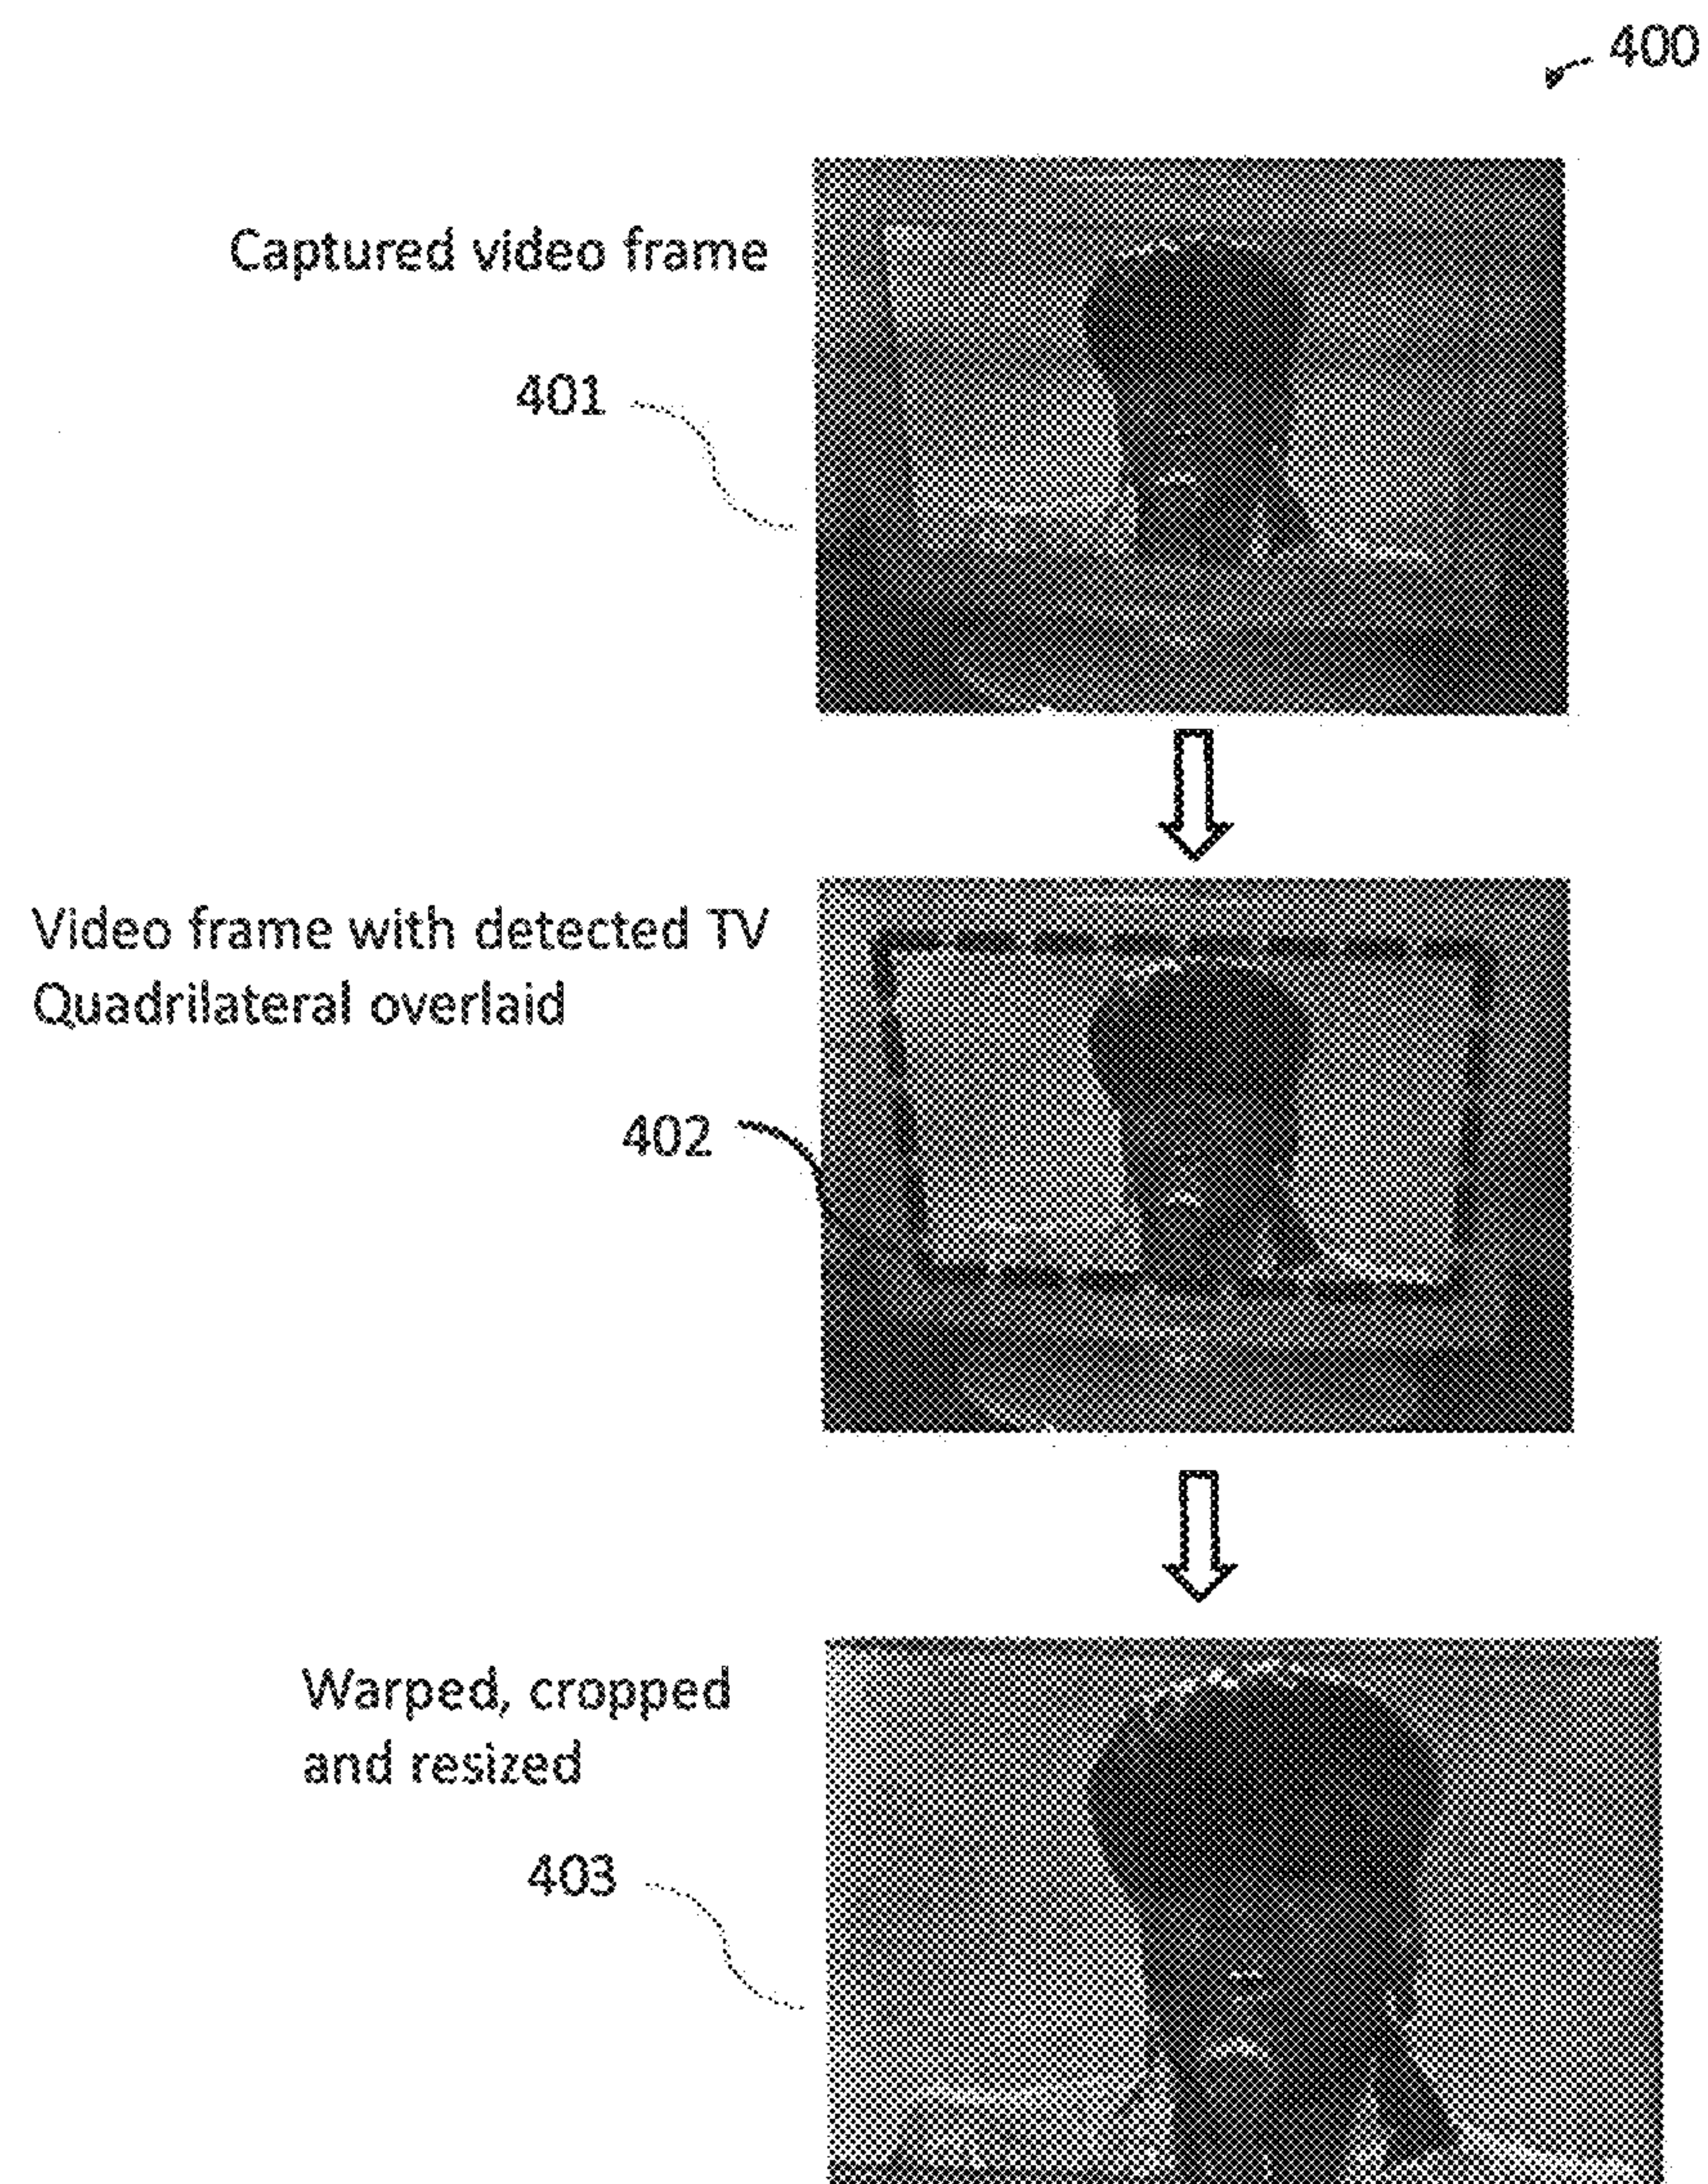 400
Captured video frame
401
Video frame with detected TV
Quadrilateral overlaid
402
Warped, cropped
and resized
403